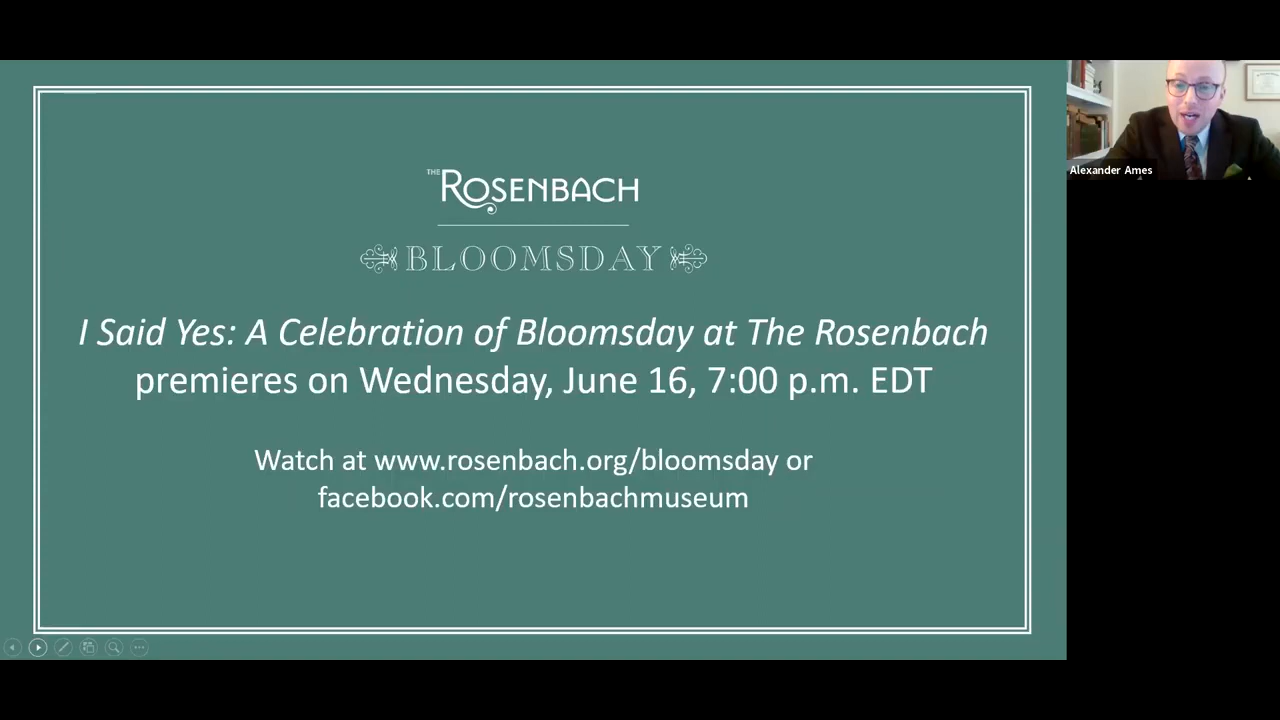 THE ROSENBACH
BLOOMSDAY
I Said Yes: A Celebration of Bloomsday at The Rosenbach
premieres on Wednesday, June 16, 7:00 p.m. EDT
Watch at www.rosenbach.org/bloomsday or
facebook.com/rosenbachmuseum
Alexander Ames